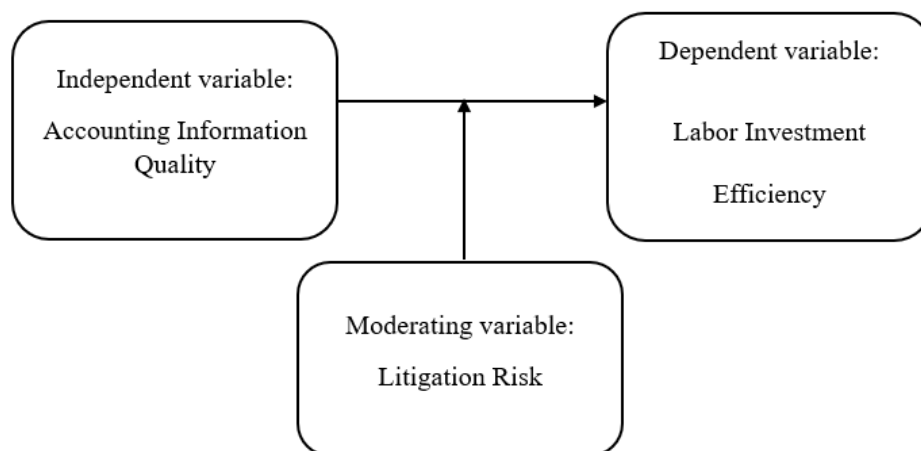 Independent variable:
Accounting Information
Quality
Dependent variable:
Labor Investment
Efficiency
Moderating variable:
Litigation Risk